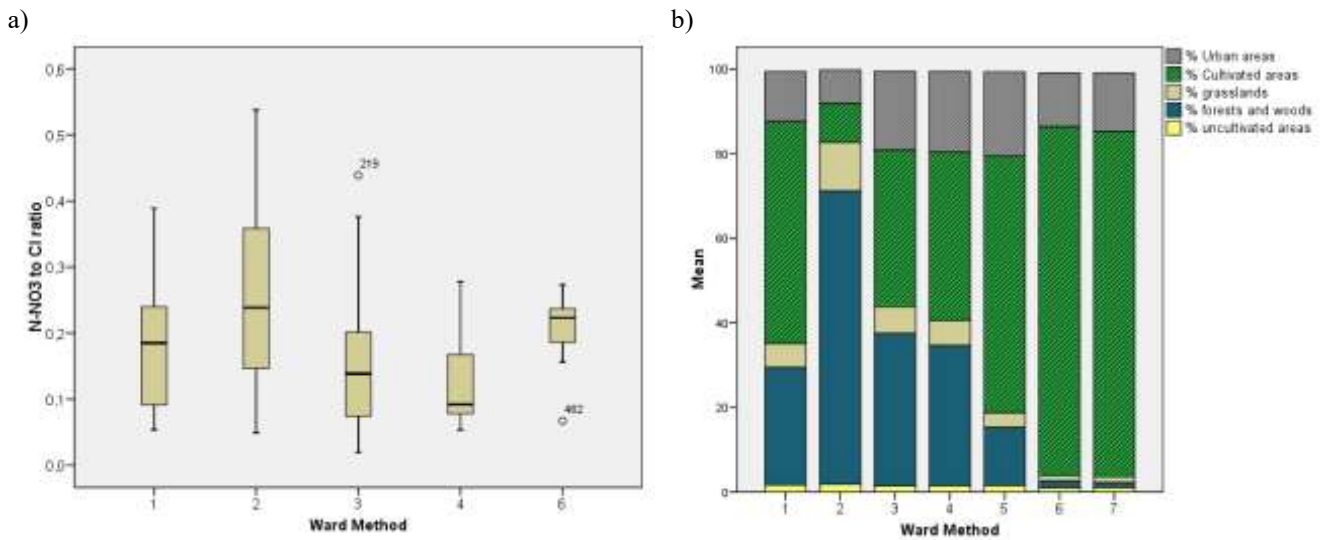 a)
0,6
0,5
0,4
0,3
0,2
0,1
0,0
N-NO3 to Cl ratio
219
462
1 2 3 4 6
Ward Method
b)
100
80
60
40
20
0
Mean
1 2 3 4 5 6 7
Ward Method
% Urban areas
% Cultivated areas
% grasslands
% forests and woods
% uncultivated areas